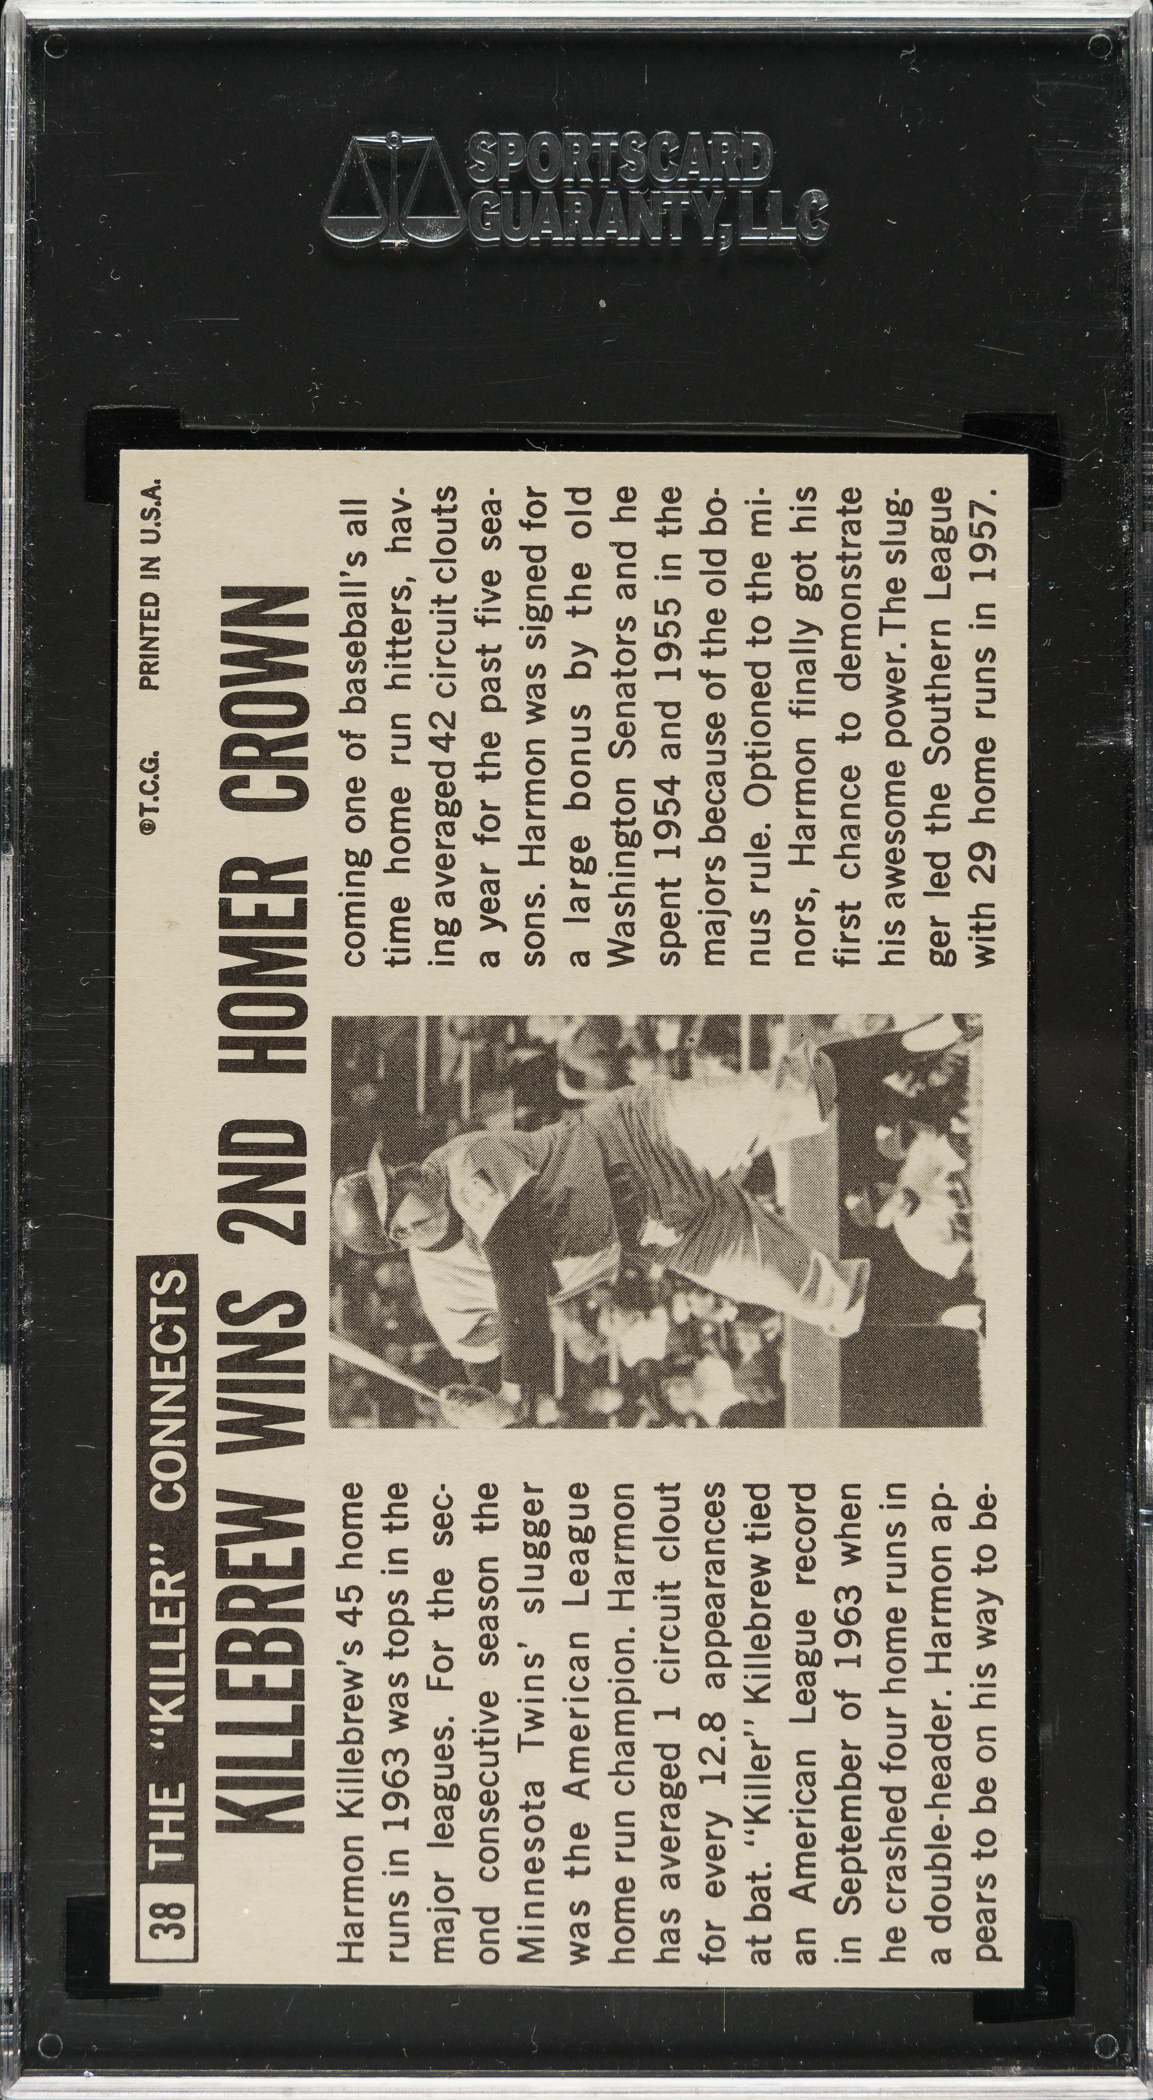 SPORTSCARD
GUARANTY, LLC
38 THE “KILLER” CONNECTS
©T.C.G. PRINTED IN U.S.A.
KILLEBREW WINS 2ND HOMER CROWN
Harmon Killebrew's 45 home
runs in 1963 was tops in the
major leagues. For the sec-
ond consecutive season the
Minnesota Twins' slugger
was the American League
home run champion. Harmon
has averaged 1 circuit clout
for every 12.8 appearances
at bat. “Killer” Killebrew tied
an American League record
in September of 1963 when
he crashed four home runs in
a double-header. Harmon ap-
pears to be on his way to be-
coming one of baseball's all
time home run hitters, hav-
ing averaged 42 circuit clouts
a year for the past five sea-
sons. Harmon was signed for
a large bonus by the old
Washington Senators and he
spent 1954 and 1955 in the
majors because of the old bo-
nus rule. Optioned to the mi-
nors, Harmon finally got his
first chance to demonstrate
his awesome power. The slug-
ger led the Southern League
with 29 home runs in 1957.